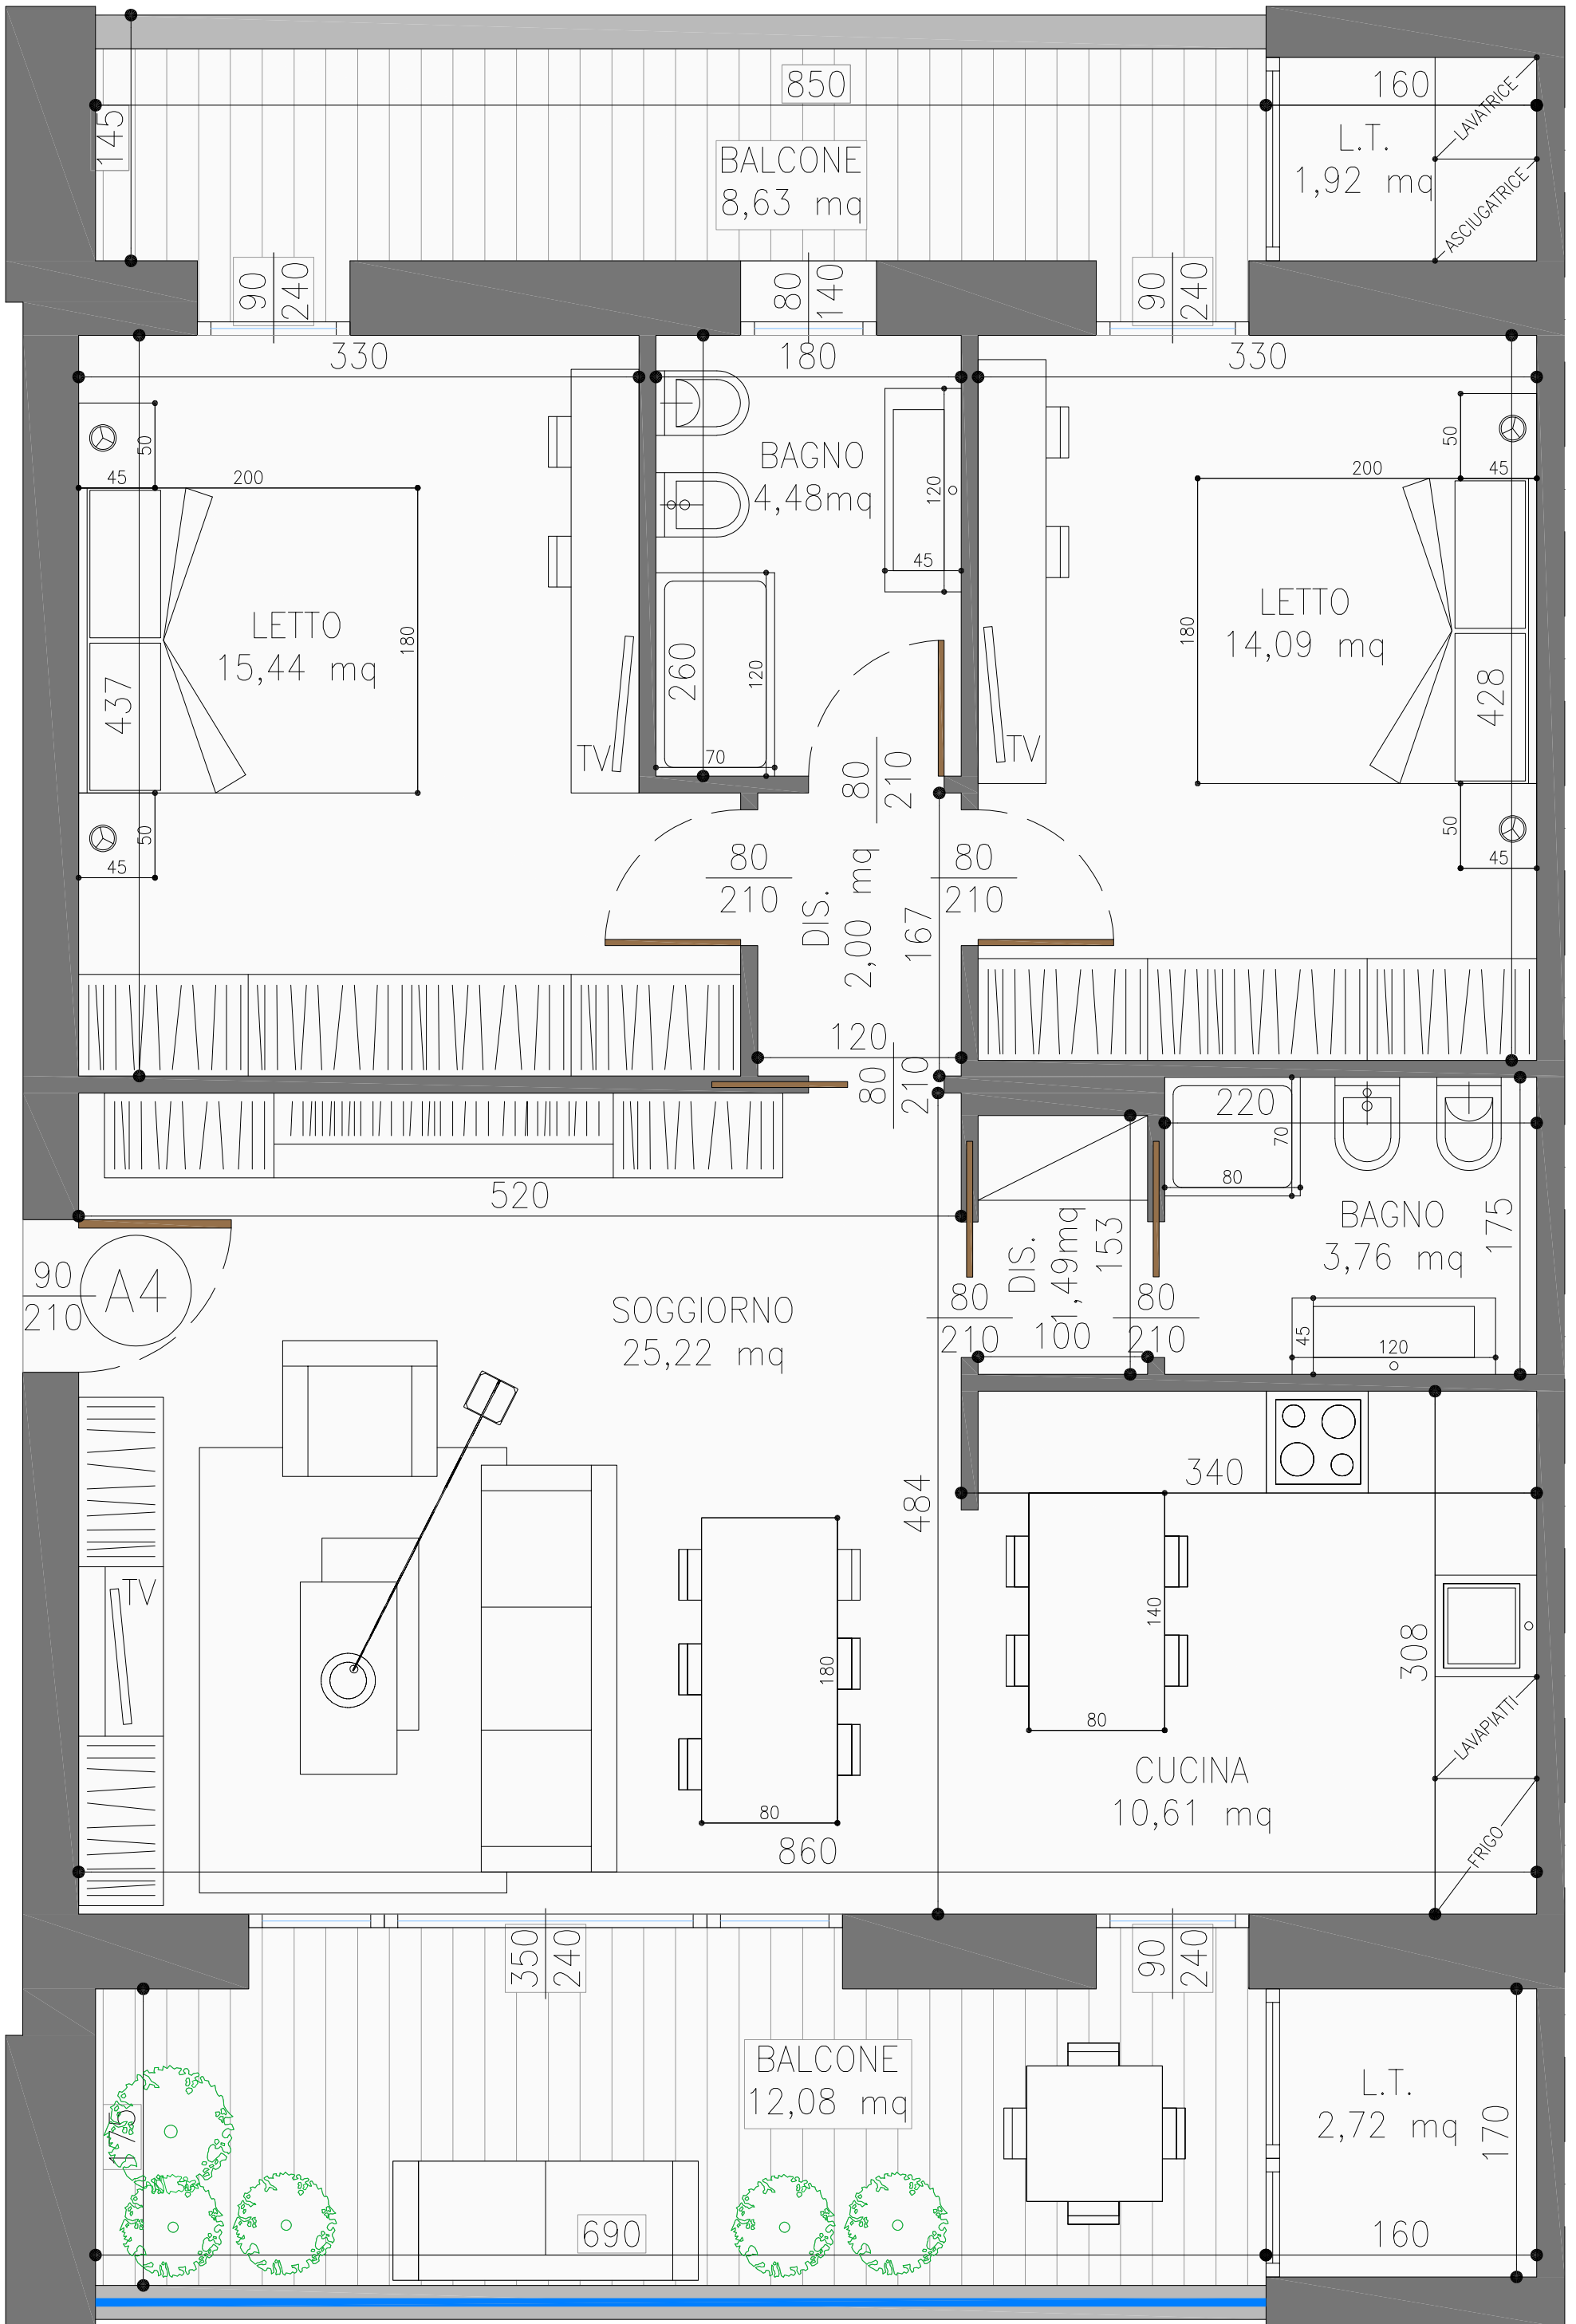 850
160
145
LAVATRICE
L.T.
1,92 mq
BALCONE
8,63 mq
ASCIUGATRICE
90
240
80
140
90
240
330
180
330
50
45
200
BAGNO
4,48mq
120
45
50
200
45
LETTO
15,44 mq
180
437
260
120
70
TV
LETTO
14,09 mq
180
428
TV
80
210
50
45
80
210
DIS.
2,00 mq
167
80
210
50
45
120
80
210
520
220
70
80
BAGNO
3,76 mq
175
DIS.
1,49mq
153
90
210
A4
80
210
100
80
210
45
120
SOGGIORNO
25,22 mq
340
484
TV
180
80
140
80
308
LAVAPIATTI
CUCINA
10,61 mq
FRIGO
860
350
240
90
240
BALCONE
12,08 mq
175
L.T.
2,72 mq
170
690
160